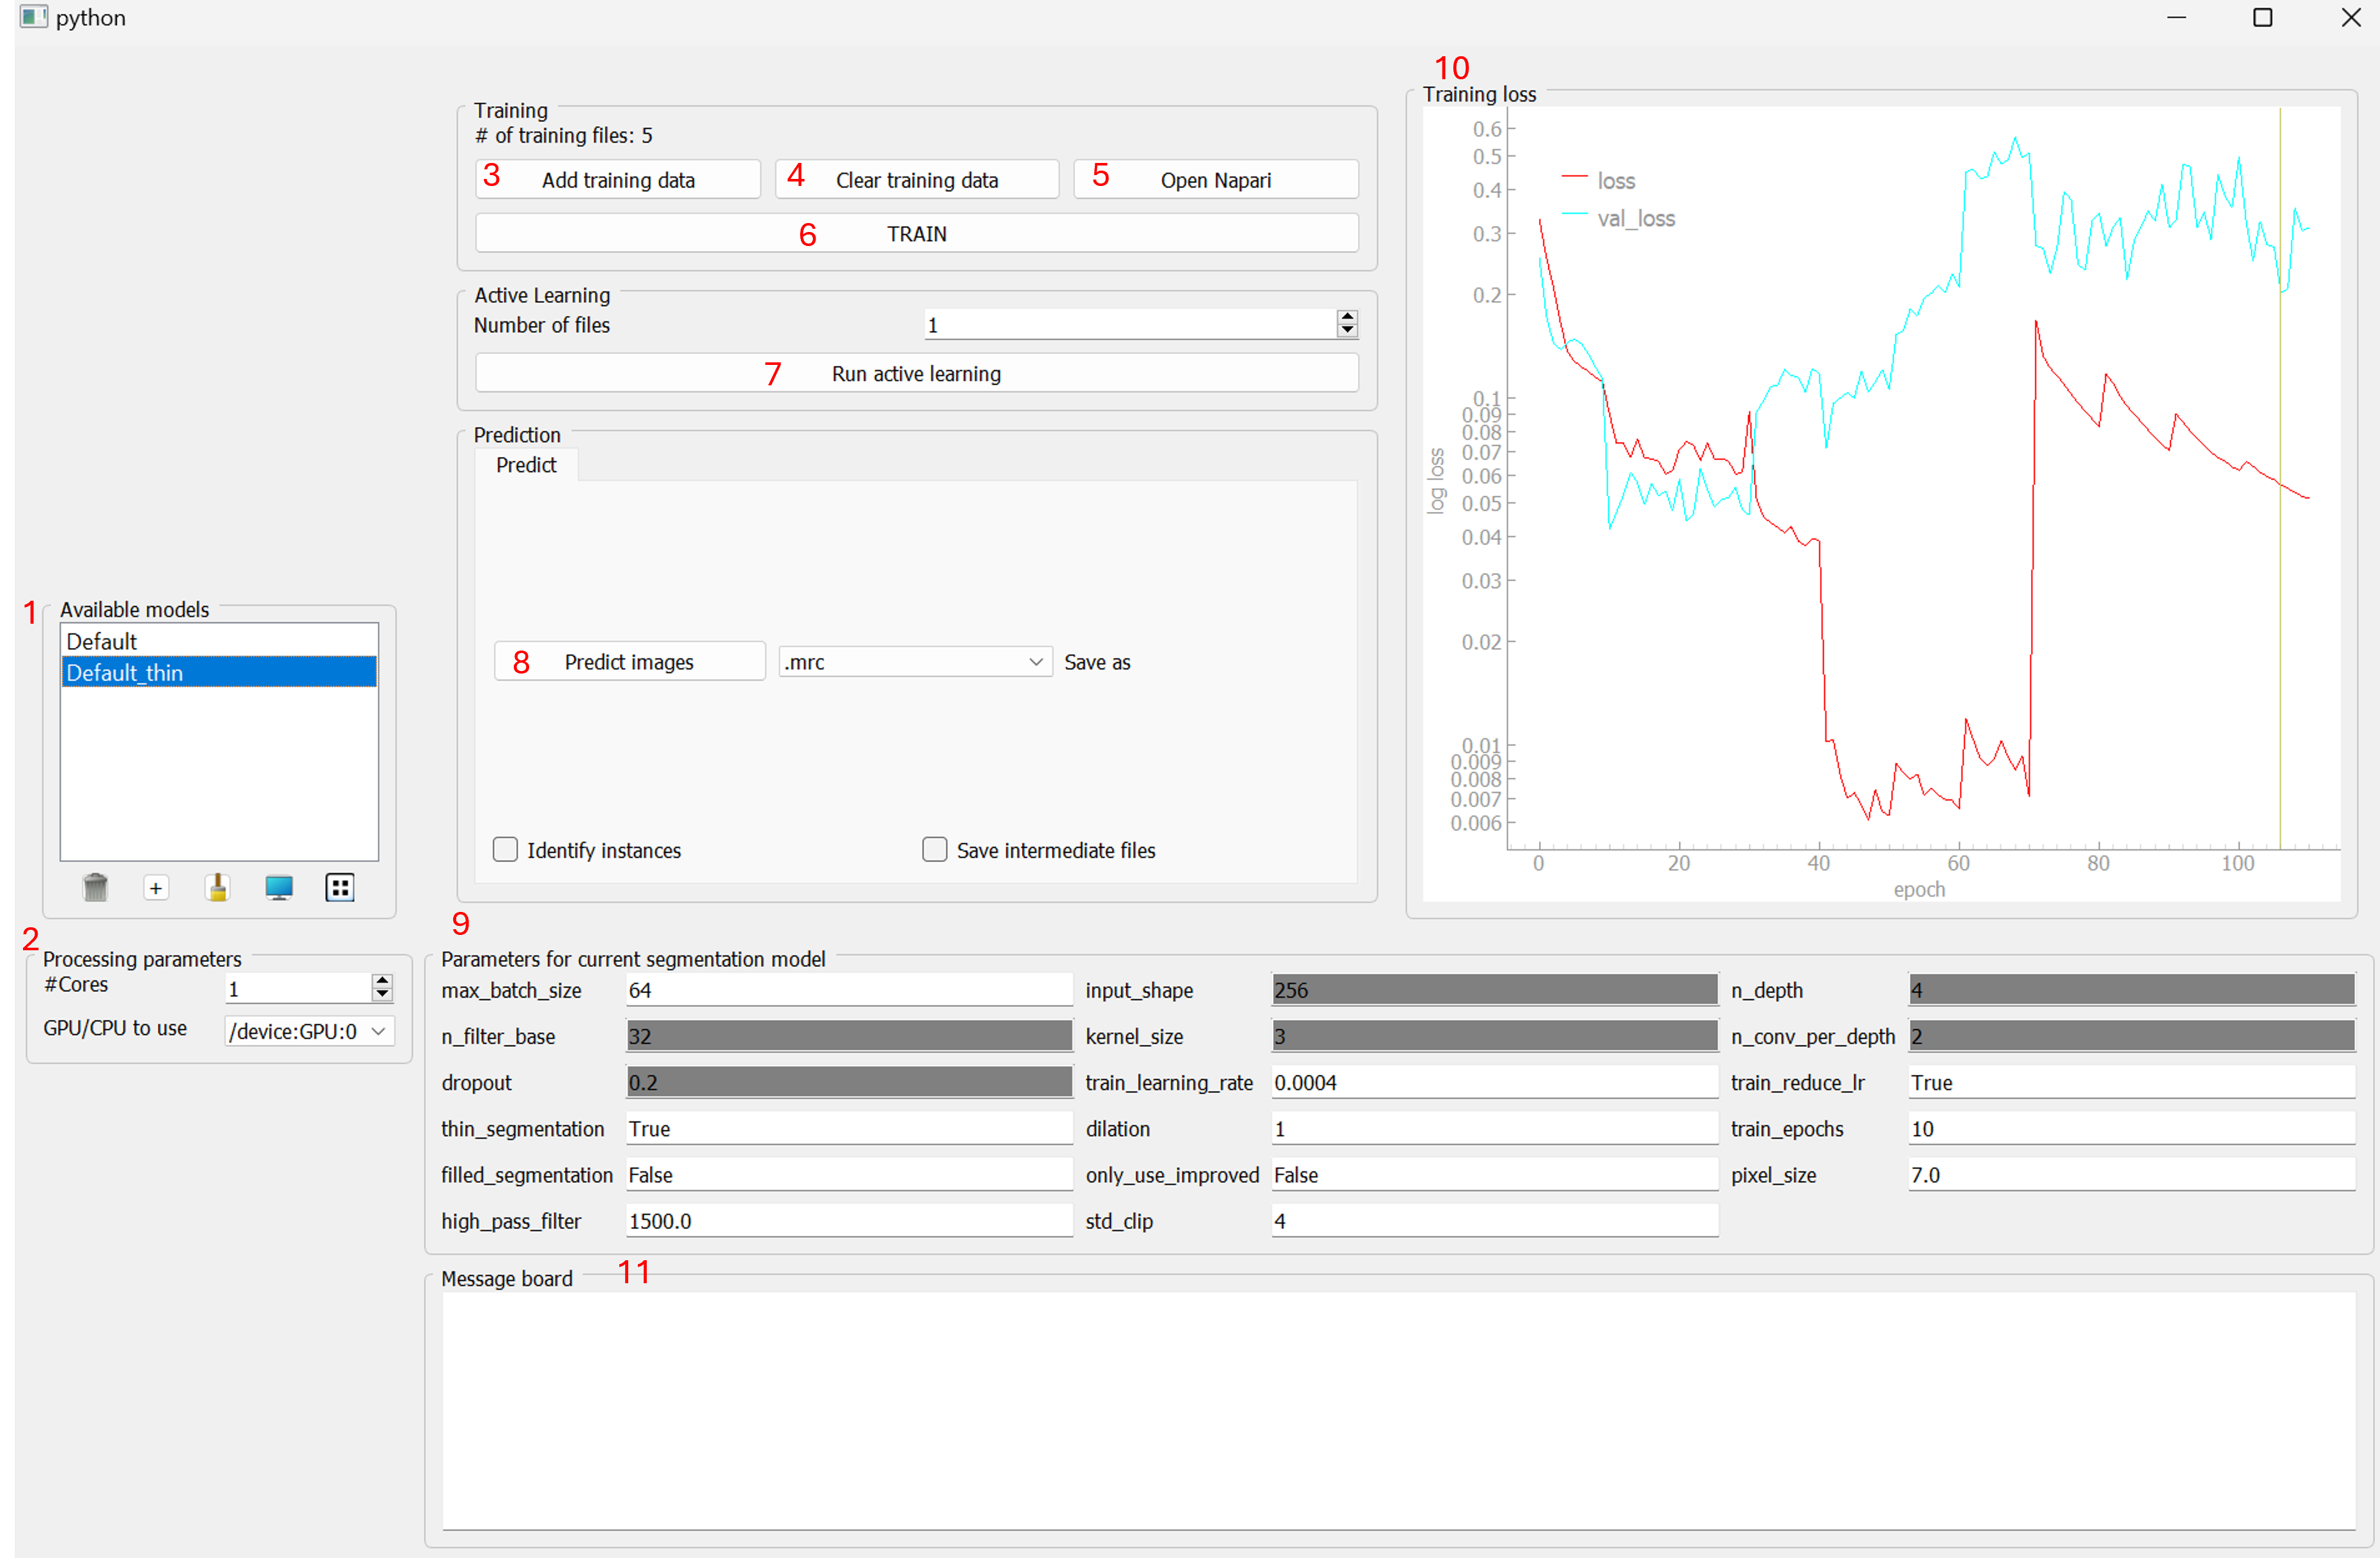 python
10
Training
# of training files: 5
3 Add training data
4 Clear training data
5 Open Napari
6 TRAIN
Active Learning
Number of files 1
7 Run active learning
Prediction
Predict
8 Predict images .mrc Save as
Identify instances Save intermediate files
Training loss
0.6
0.5
0.4
0.3
0.2
0.1
0.09
0.08
0.07
0.06
0.05
0.04
0.03
0.02
0.01
0.009
0.008
0.007
0.006
log loss
loss
val_loss
0 20 40 60 80 100
epoch
1
Available models
Default
Default_thin
+
2
Processing parameters
#Cores 1
GPU/CPU to use /device:GPU:0
9
Parameters for current segmentation model
max_batch_size 64 input_shape 256 n_depth 4
n_filter_base 32 kernel_size 3 n_conv_per_depth 2
dropout 0.2 train_learning_rate 0.0004 train_reduce_lr True
thin_segmentation True dilation 1 train_epochs 10
filled_segmentation False only_use_improved False pixel_size 7.0
high_pass_filter 1500.0 std_clip 4
Message board 11